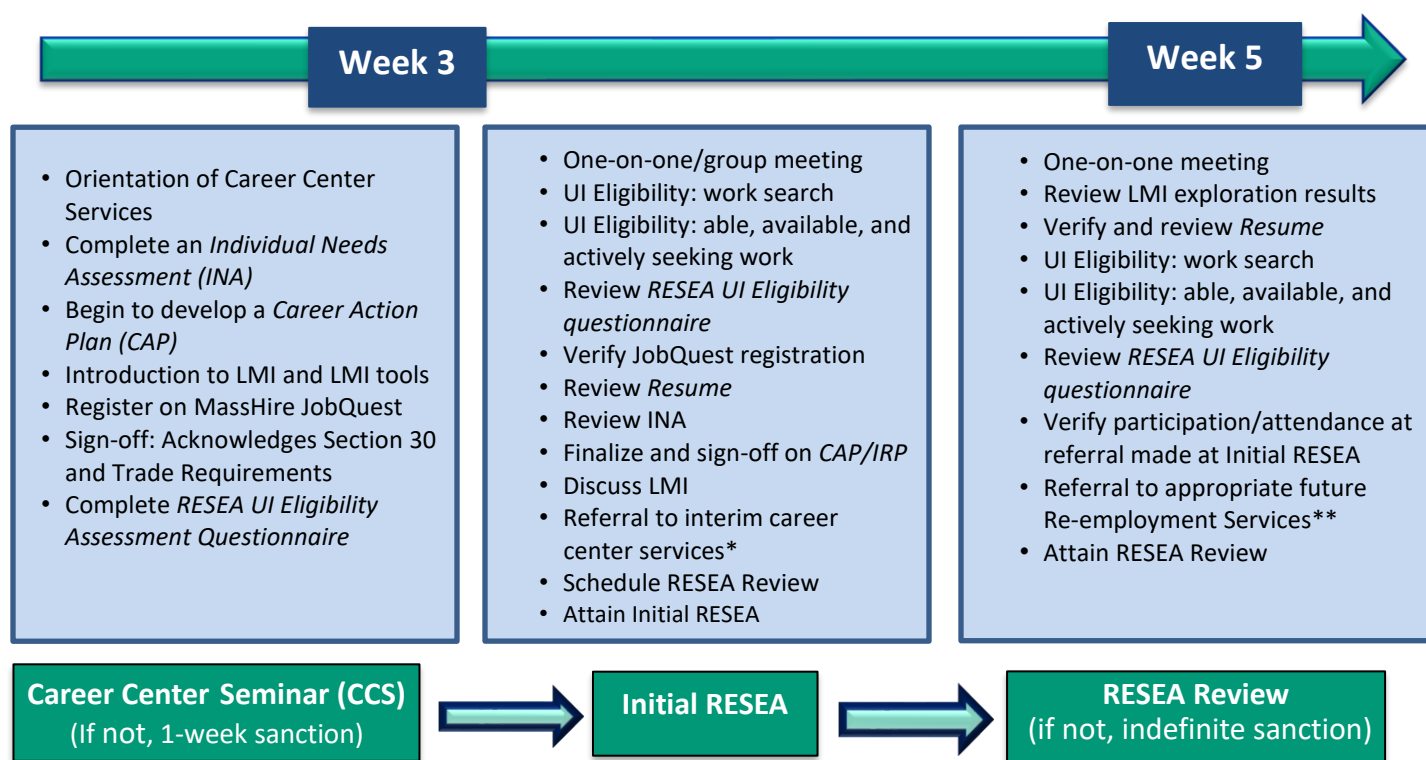 Week 3
Week 5
• Orientation of Career Center
Services
• Complete an Individual Needs
Assessment (INA)
• Begin to develop a Career Action
Plan (CAP)
• Introduction to LMI and LMI tools
• Register on MassHire JobQuest
• Sign-off: Acknowledges Section 30
and Trade Requirements
• Complete RESEA UI Eligibility
Assessment Questionnaire
• One-on-one/group meeting
• UI Eligibility: work search
• UI Eligibility: able, available, and
actively seeking work
• Review RESEA UI Eligibility
questionnaire
• Verify JobQuest registration
• Review Resume
• Review INA
• Finalize and sign-off on CAP/IRP
• Discuss LMI
• Referral to interim career
center services*
• Schedule RESEA Review
• Attain Initial RESEA
• One-on-one meeting
• Review LMI exploration results
• Verify and review Resume
• UI Eligibility: work search
• UI Eligibility: able, available, and
actively seeking work
• Review RESEA UI Eligibility
questionnaire
• Verify participation/attendance at
referral made at Initial RESEA
• Referral to appropriate future
Re-employment Services**
• Attain RESEA Review
Career Center Seminar (CCS)
(If not, 1-week sanction)
Initial RESEA
RESEA Review
(if not, indefinite sanction)